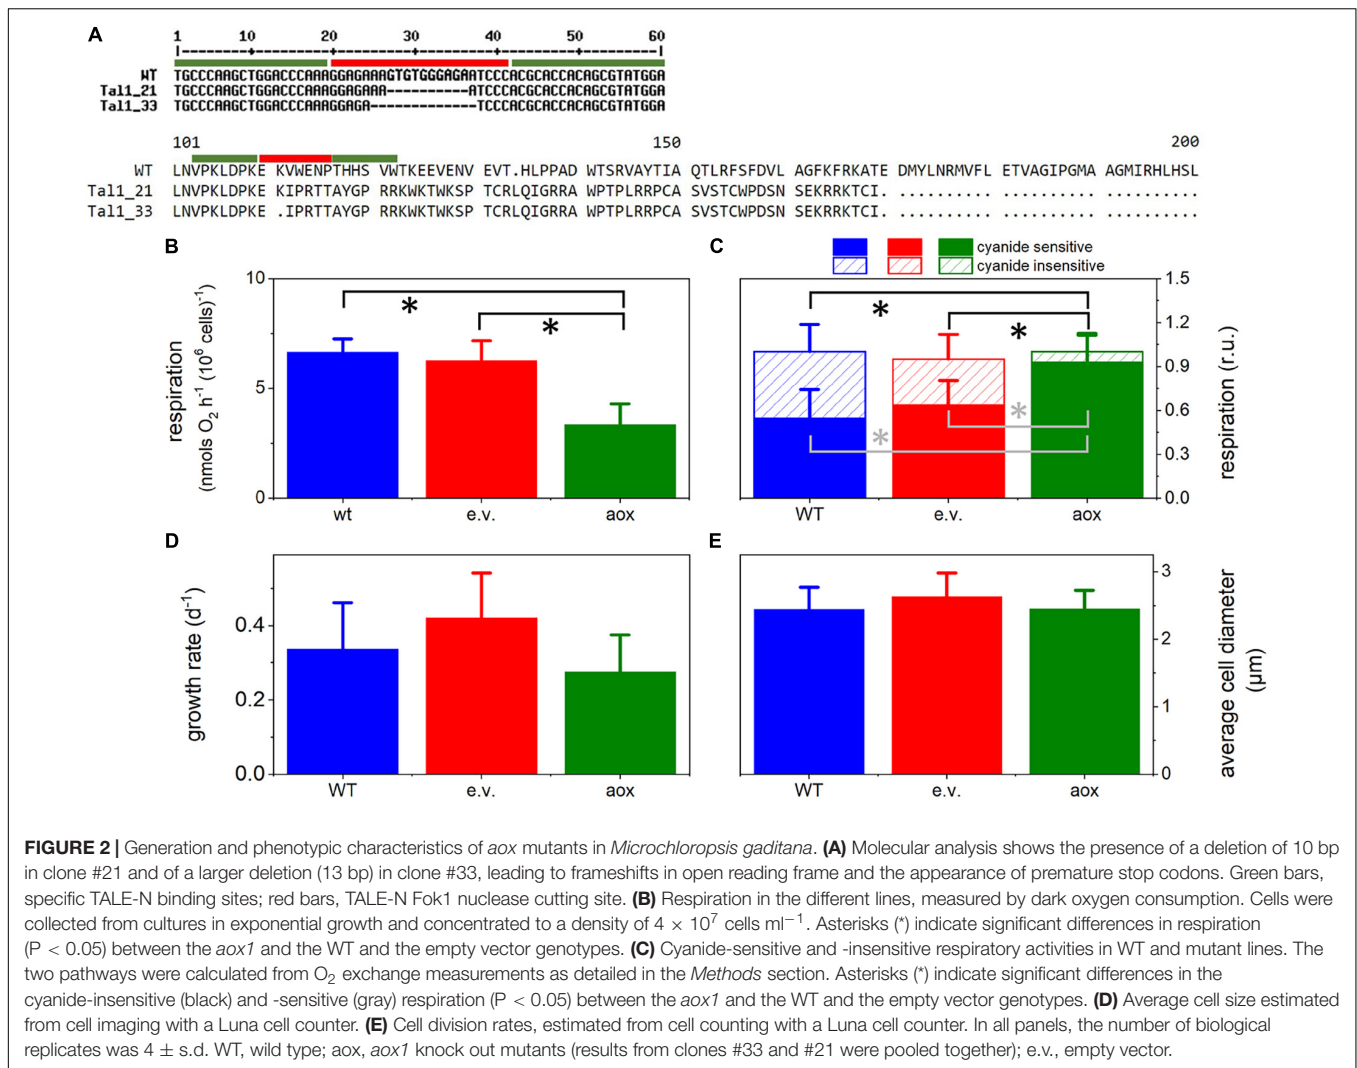 A
1 10 20 30 40 50 60
WT TGCCCAAGCTGGACCCAAAGGAGAAAGTGTGGGAGAATCCCACGCACCACAGCGTATGGA
Tal1_21 TGCCCAAGCTGGACCCAAAGGAGAAA----------ATCCCACGCACCACAGCGTATGGA
Tal1_33 TGCCCAAGCTGGACCCAAAGGAGA-------------TCCCACGCACCACAGCGTATGGA
101 150 200
WT LNVPKLDPKE KVWENPTHHS VWTKEEVENV EVT.HLPPAD WTSRVAYTIA QTLRFSFDVL AGFKFRKATE DMYLNRMVFL ETVAGIPGMA AGMIRHLHSL
Tal1_21 LNVPKLDPKE KIPRTTAYGP RRKWKTWKSP TCRLQIGRRA WPTPLRRPCA SVSTCWPDSN SEKRRKTCI. .......... .......... ..........
Tal1_33 LNVPKLDPKE .IPRTTAYGP RRKWKTWKSP TCRLQIGRRA WPTPLRRPCA SVSTCWPDSN SEKRRKTCI. .......... .......... ..........
B
10
5
0
respiration
(nmols O2 h-1 (10^6 cells)-1)
* *
wt e.v. aox
C
cyanide sensitive
cyanide insensitive
1.5
1.2
0.9
0.6
0.3
0.0
respiration (r.u.)
* *
* *
WT e.v. aox
D
0.4
0.2
0.0
growth rate (d-1)
WT e.v. aox
E
3
2
1
0
average cell diameter
(µm)
WT e.v. aox
FIGURE 2 | Generation and phenotypic characteristics of aox mutants in Microchloropsis gaditana. (A) Molecular analysis shows the presence of a deletion of 10 bp
in clone #21 and of a larger deletion (13 bp) in clone #33, leading to frameshifts in open reading frame and the appearance of premature stop codons. Green bars,
specific TALE-N binding sites; red bars, TALE-N Fok1 nuclease cutting site. (B) Respiration in the different lines, measured by dark oxygen consumption. Cells were
collected from cultures in exponential growth and concentrated to a density of 4 × 10^7 cells ml−1. Asterisks (*) indicate significant differences in respiration
(P < 0.05) between the aox1 and the WT and the empty vector genotypes. (C) Cyanide-sensitive and -insensitive respiratory activities in WT and mutant lines. The
two pathways were calculated from O2 exchange measurements as detailed in the Methods section. Asterisks (*) indicate significant differences in the
cyanide-insensitive (black) and -sensitive (gray) respiration (P < 0.05) between the aox1 and the WT and the empty vector genotypes. (D) Average cell size estimated
from cell imaging with a Luna cell counter. (E) Cell division rates, estimated from cell counting with a Luna cell counter. In all panels, the number of biological
replicates was 4 ± s.d. WT, wild type; aox, aox1 knock out mutants (results from clones #33 and #21 were pooled together); e.v., empty vector.